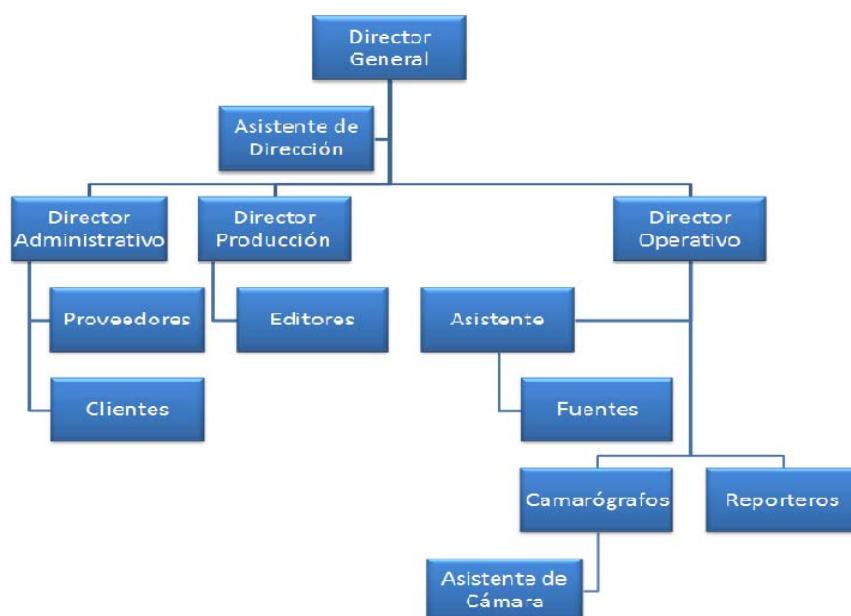 Director
General
Asistente de
Dirección
Director
Administrativo
Director
Producción
Director
Operativo
Proveedores
Editores
Asistente
Clientes
Fuentes
Camarógrafos
Reporteros
Asistente de
Cámara